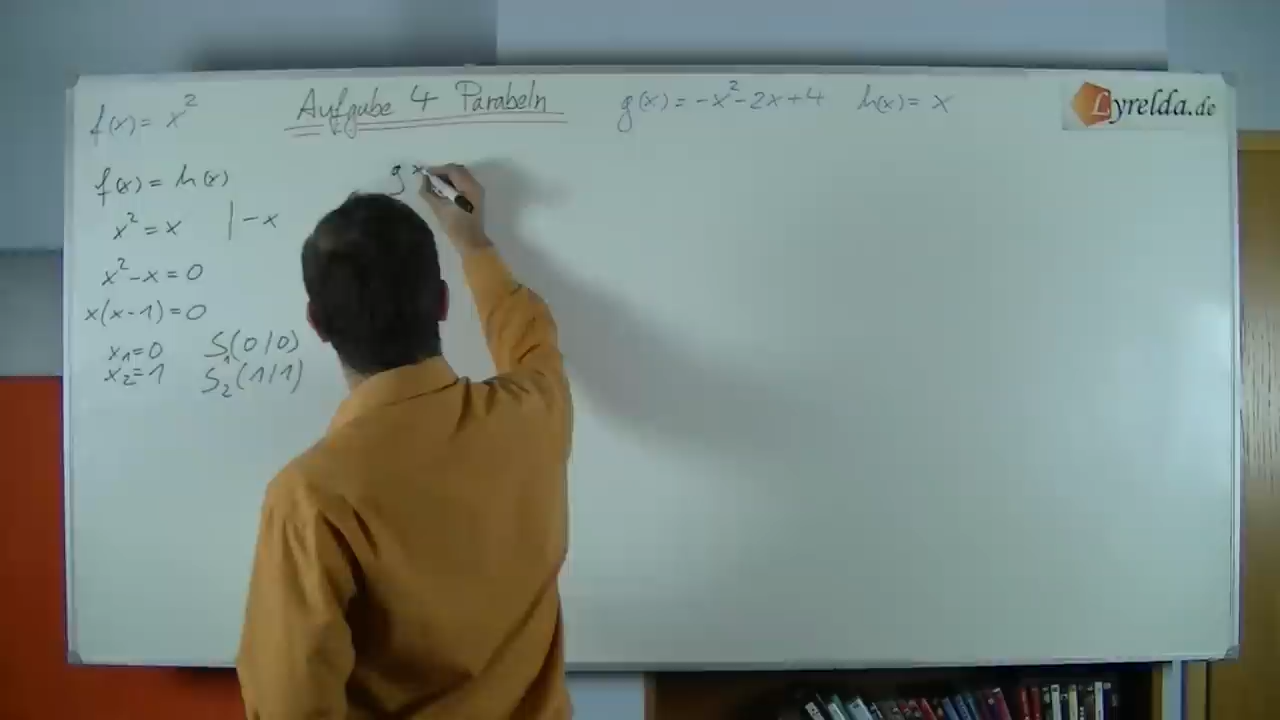 f(x) = x²
Aufgabe 4 Parabeln
g(x) = -x² - 2x + 4
h(x) = x
Lyrelda.de
f(x) = h(x)
x² = x | -x
x² - x = 0
x(x - 1) = 0
x₁ = 0 S₁(0/0)
x₂ = 1 S₂(1/1)
g x